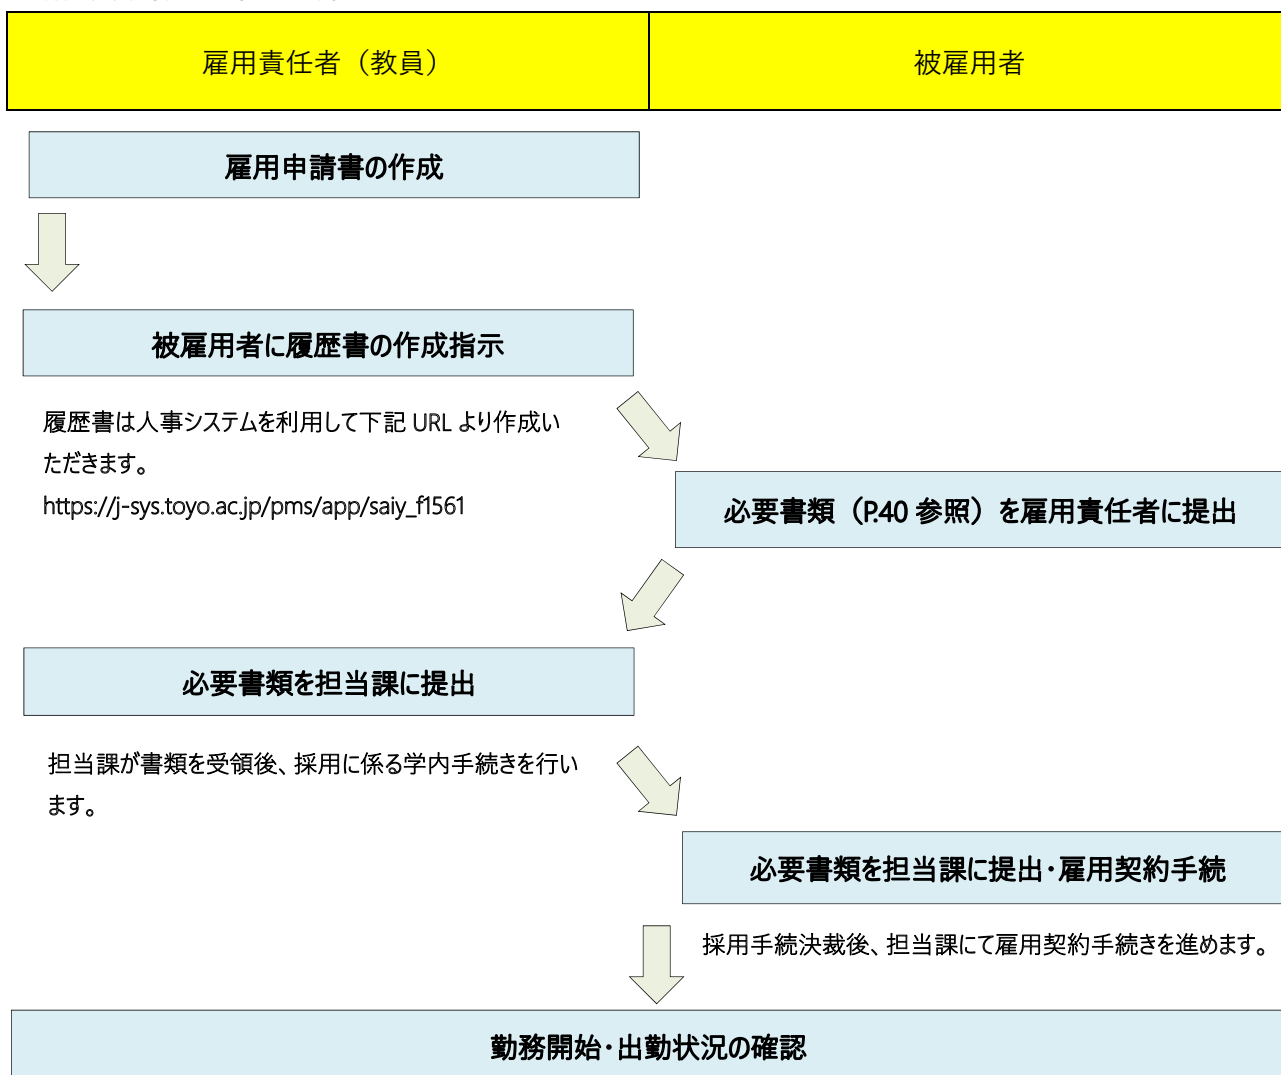 雇用責任者（教員）
被雇用者
雇用申請書の作成
被雇用者に履歴書の作成指示
履歴書は人事システムを利用して下記 URL より作成い
ただきます。
https://j-sys.toyo.ac.jp/pms/app/saiy_f1561
必要書類（P.40 参照）を雇用責任者に提出
必要書類を担当課に提出
担当課が書類を受領後、採用に係る学内手続きを行い
ます。
必要書類を担当課に提出・雇用契約手続
採用手続決裁後、担当課にて雇用契約手続きを進めます。
勤務開始・出勤状況の確認